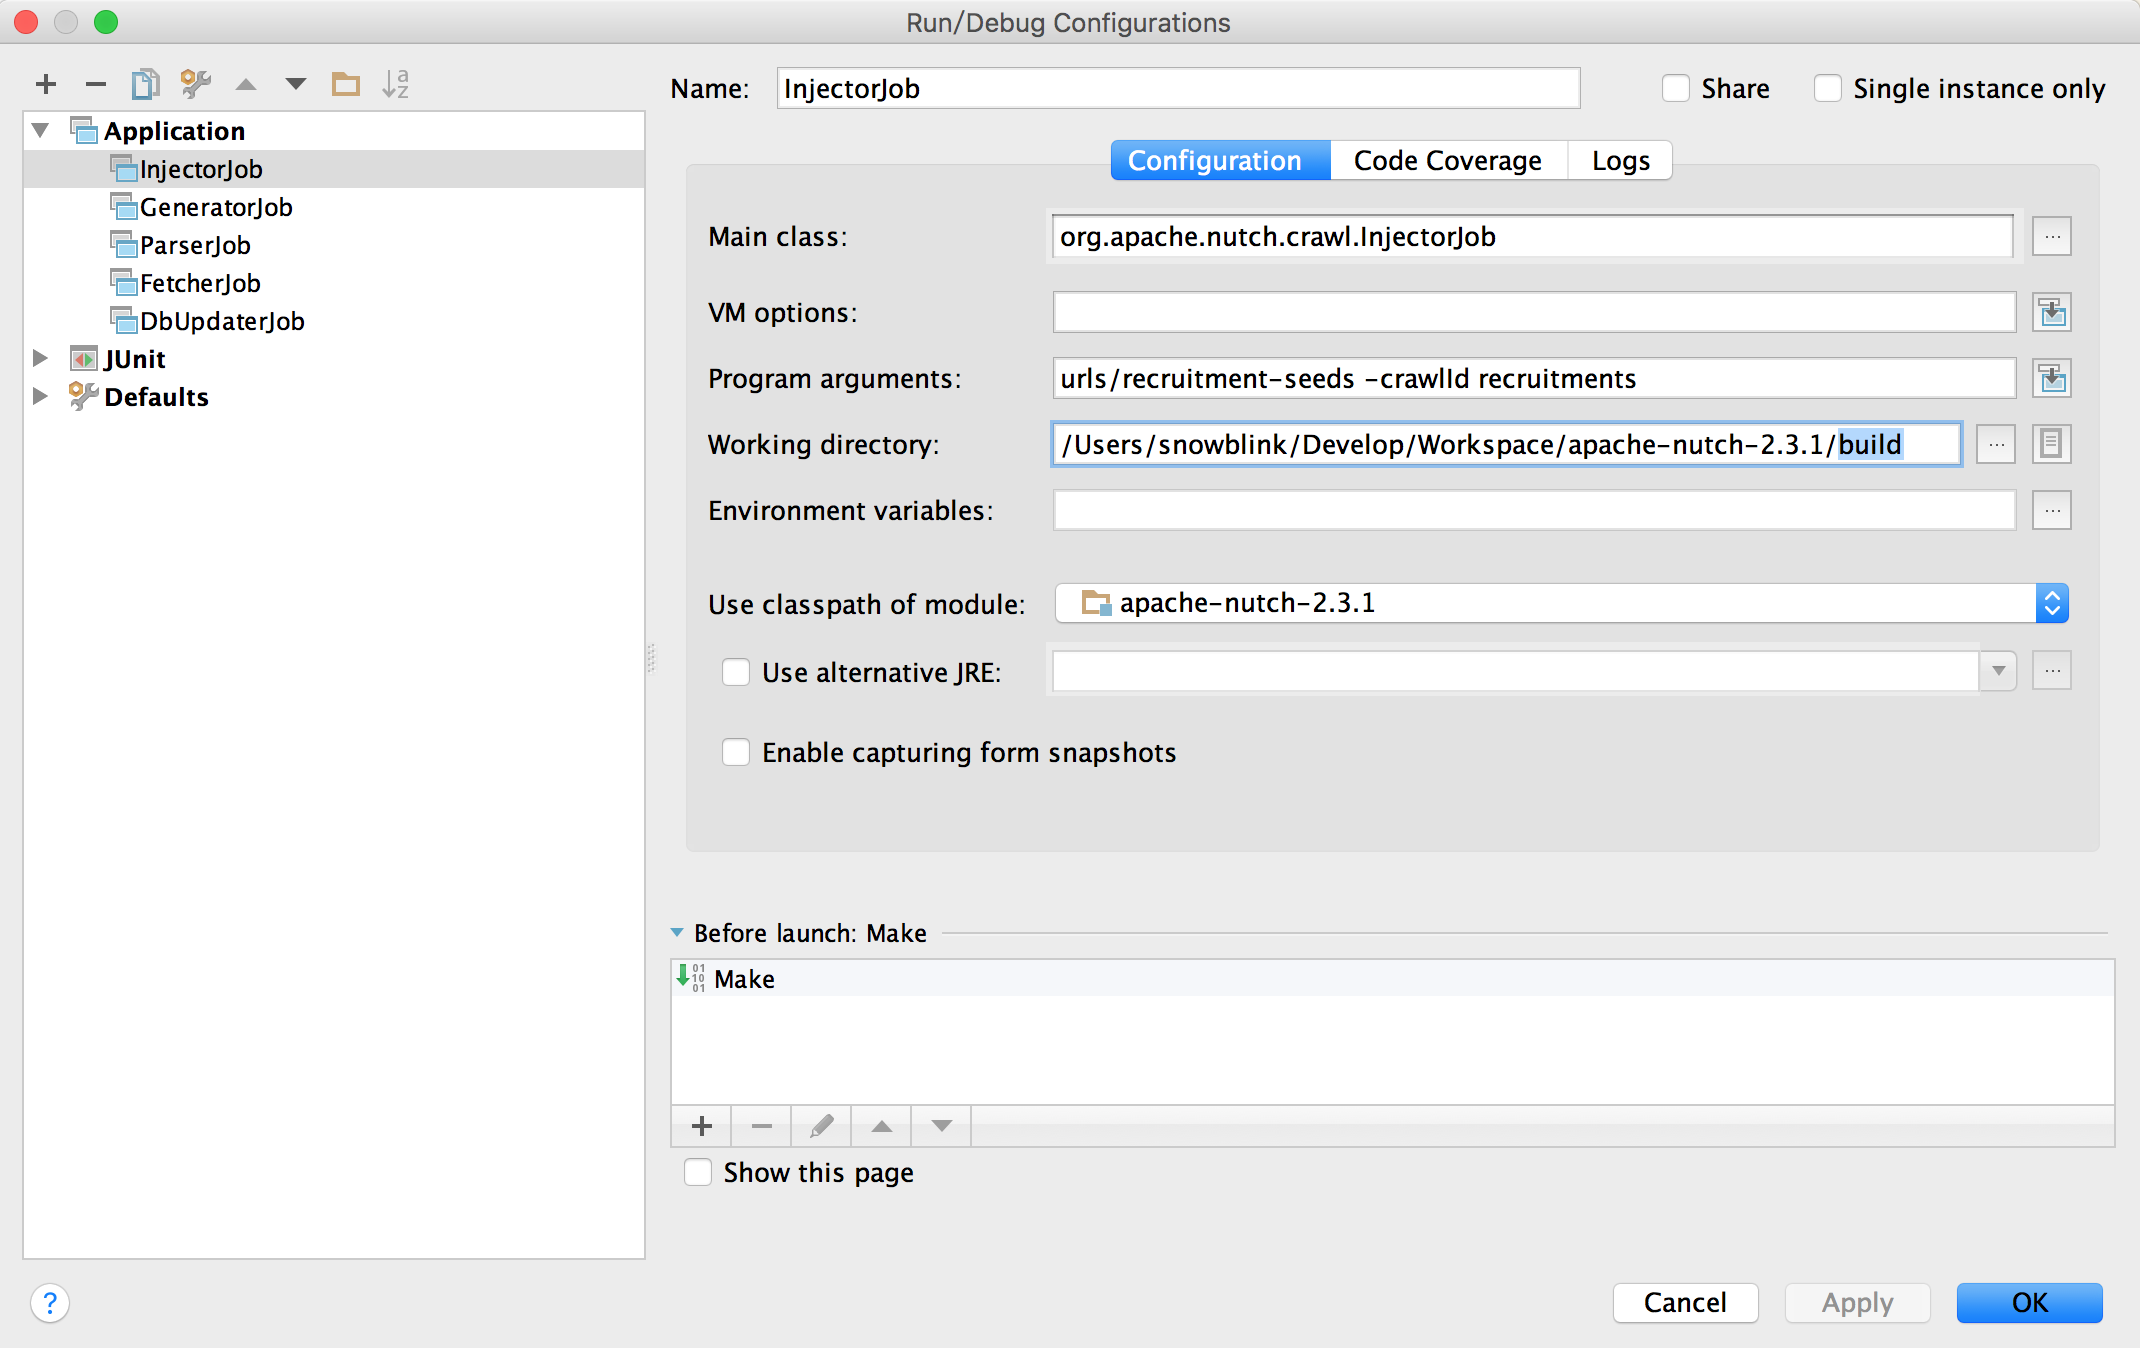 Run/Debug Configurations
Name: InjectorJob Share Single instance only
Application
InjectorJob
GeneratorJob
ParserJob
FetcherJob
DbUpdaterJob
JUnit
Defaults
Configuration Code Coverage Logs
Main class: org.apache.nutch.crawl.InjectorJob ...
VM options:
Program arguments: urls/recruitment-seeds -crawlId recruitments
Working directory: /Users/snowblink/Develop/Workspace/apache-nutch-2.3.1/build ...
Environment variables: ...
Use classpath of module: apache-nutch-2.3.1
Use alternative JRE: ...
Enable capturing form snapshots
Before launch: Make
Make
Show this page
? Cancel Apply OK